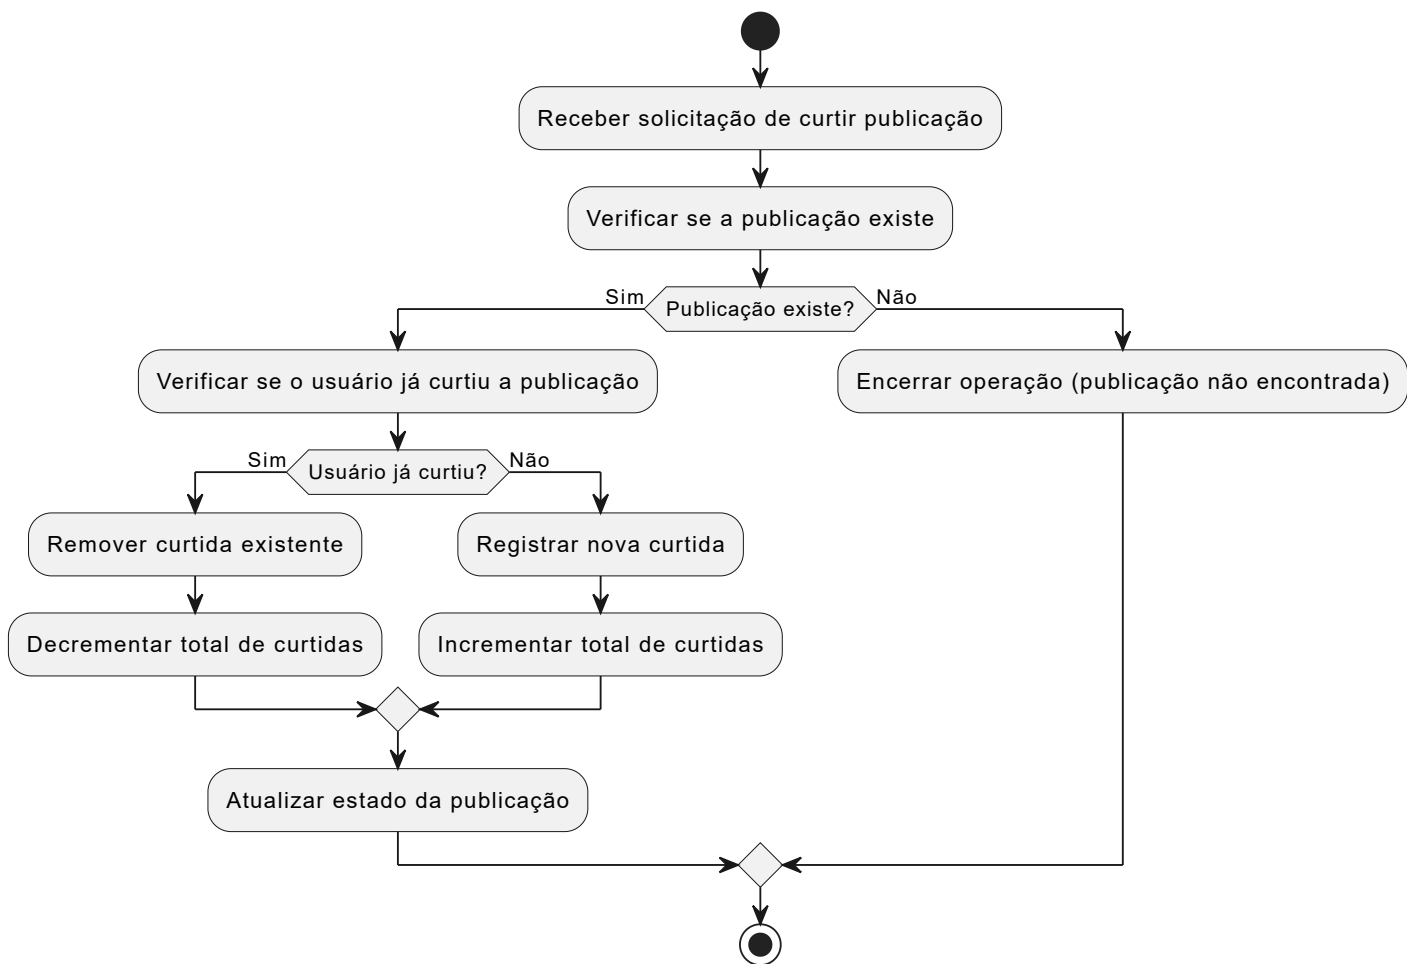 Receber solicitação de curtir publicação
Verificar se a publicação existe
Sim
Publicação existe?
Não
Verificar se o usuário já curtiu a publicação
Encerrar operação (publicação não encontrada)
Sim
Usuário já curtiu?
Não
Remover curtida existente
Registrar nova curtida
Decrementar total de curtidas
Incrementar total de curtidas
Atualizar estado da publicação